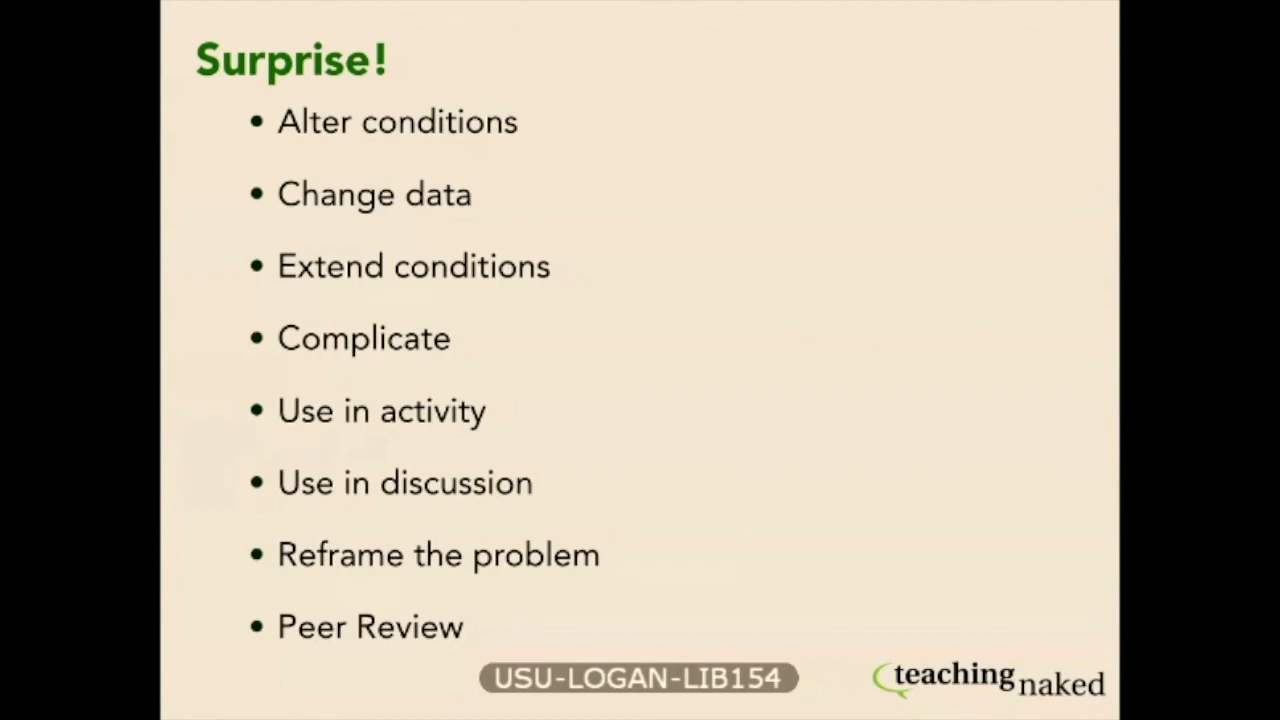 Surprise!
• Alter conditions
• Change data
• Extend conditions
• Complicate
• Use in activity
• Use in discussion
• Reframe the problem
• Peer Review
USU-LOGAN-LIB154
teaching naked